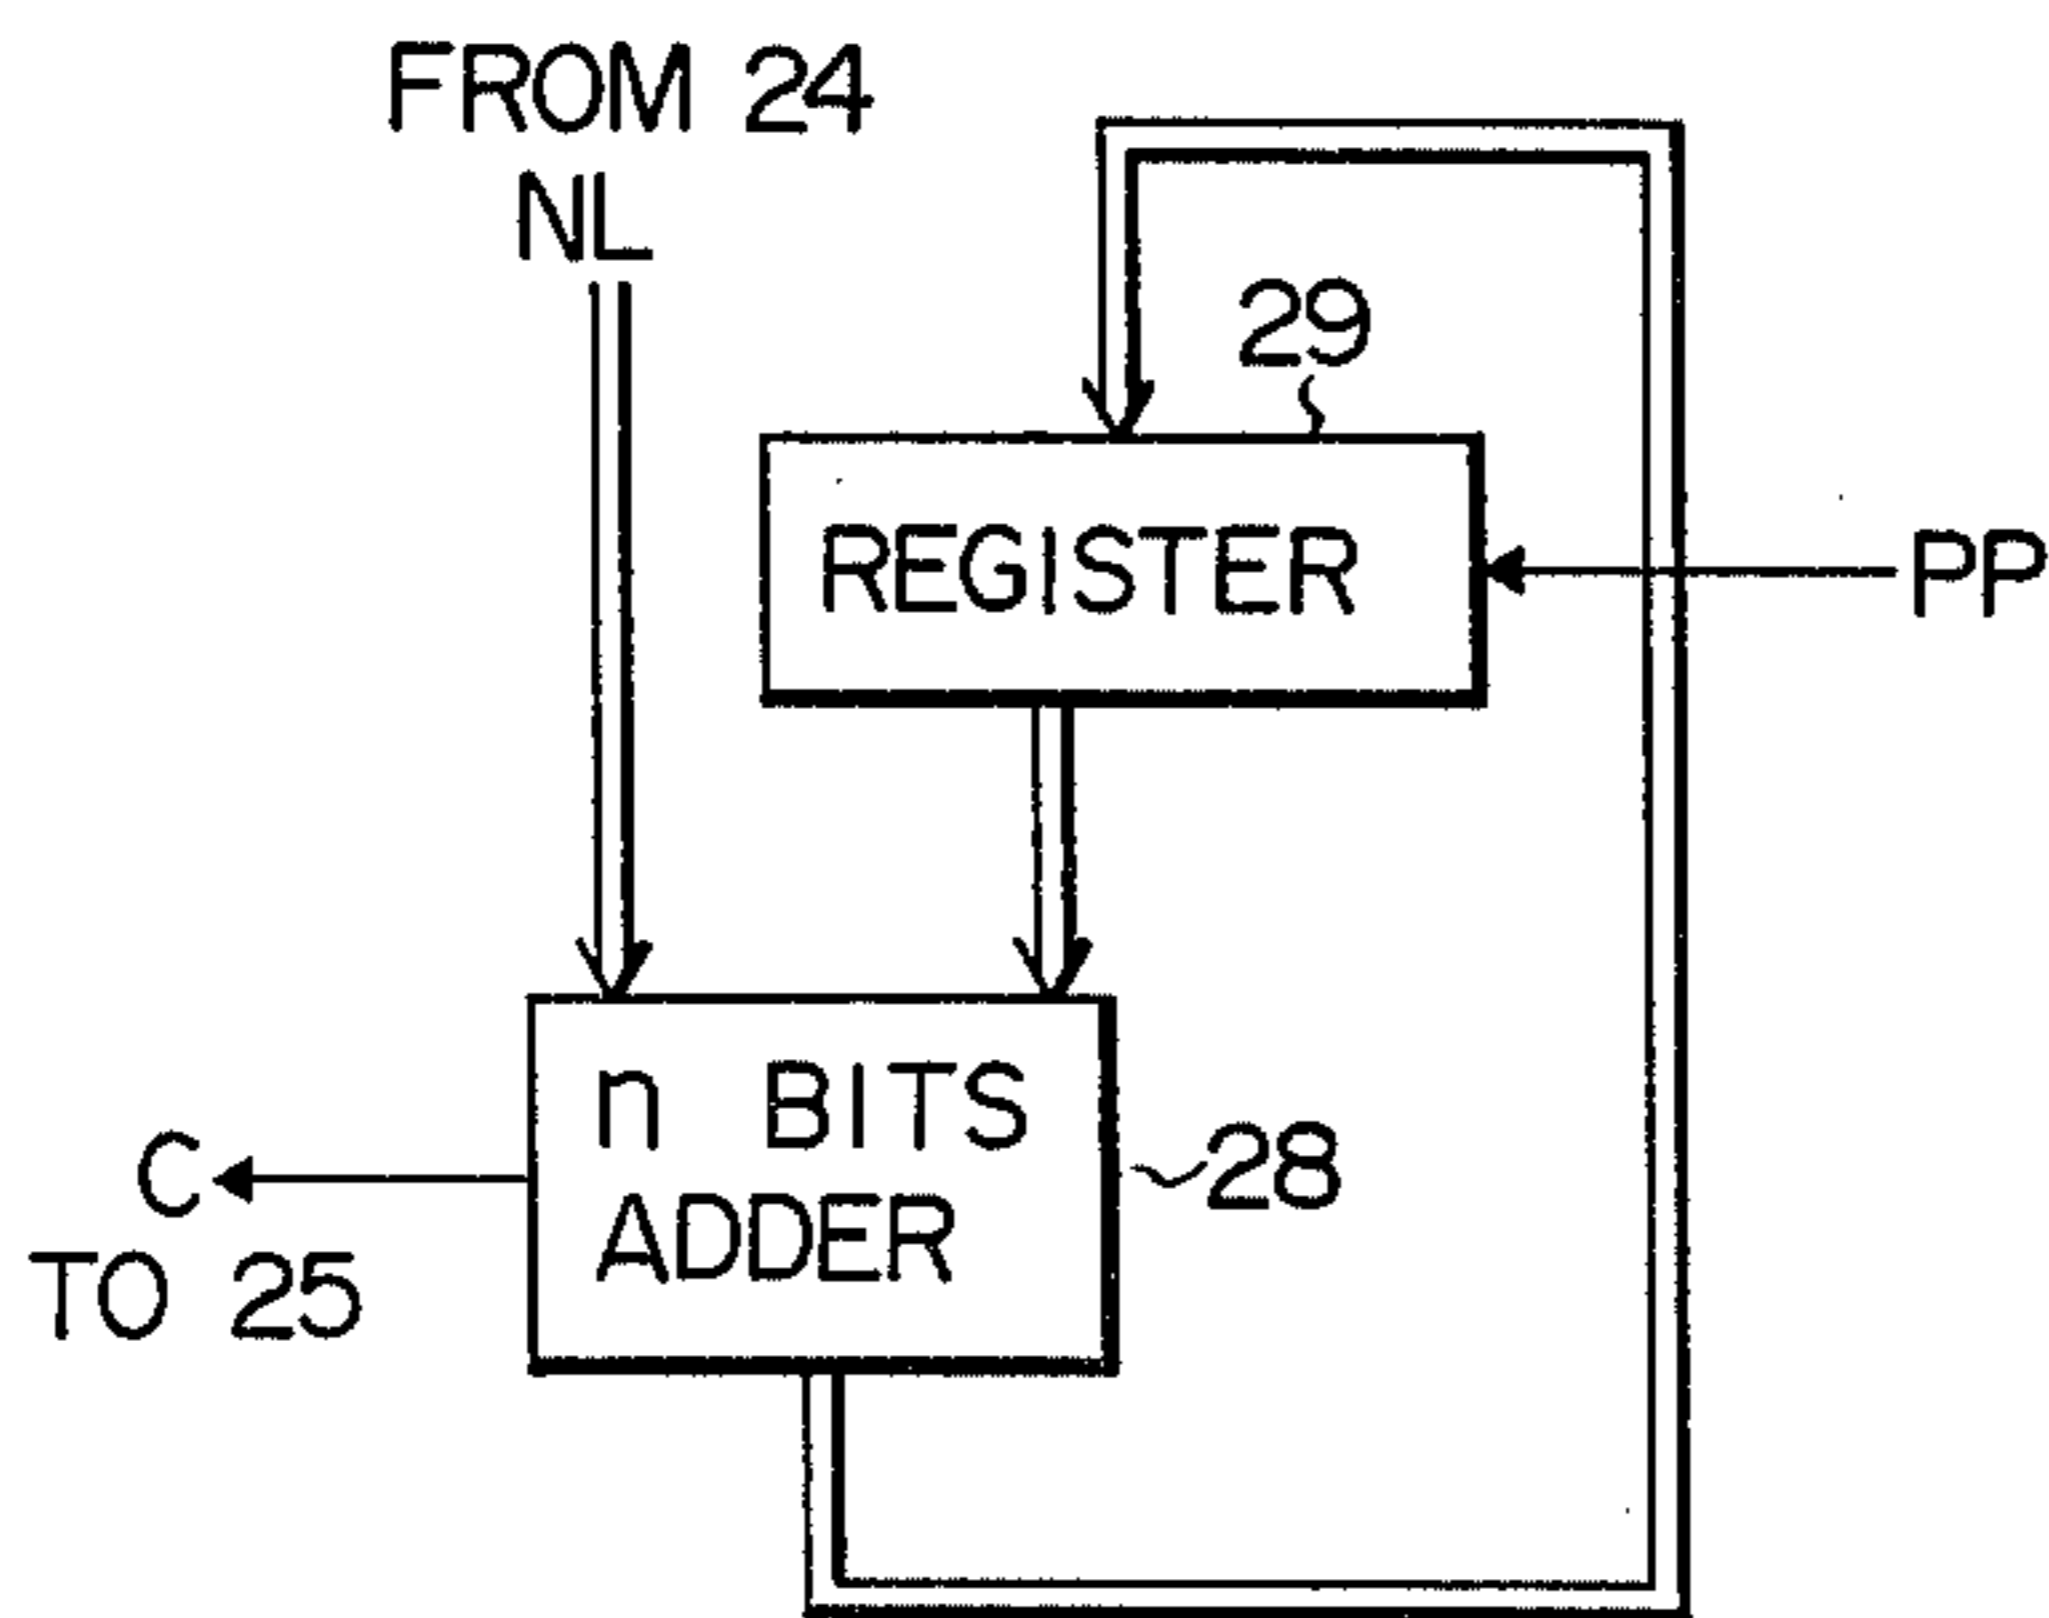 FROM 24
NL
29
REGISTER
PP
n BITS
ADDER
28
C
TO 25